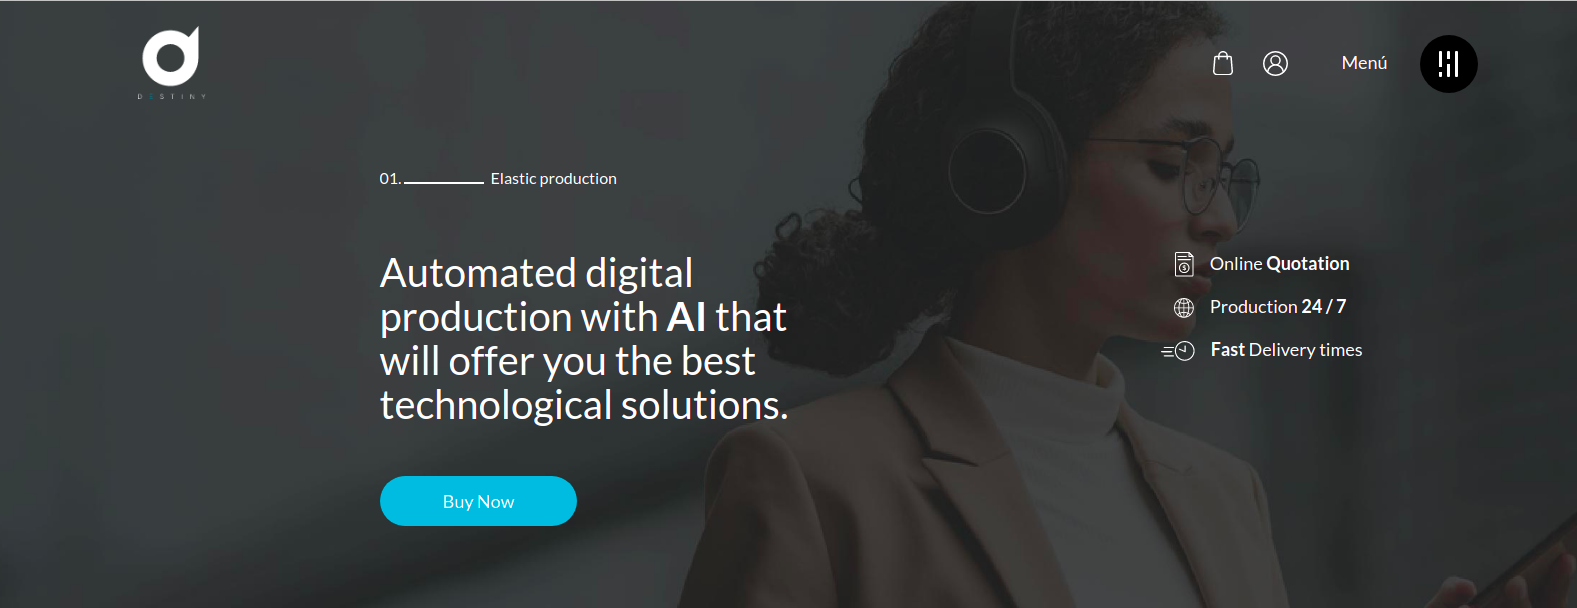 DESTINY
Menú
01. Elastic production
Automated digital
production with AI that
will offer you the best
technological solutions.
Online Quotation
Production 24 / 7
Fast Delivery times
Buy Now